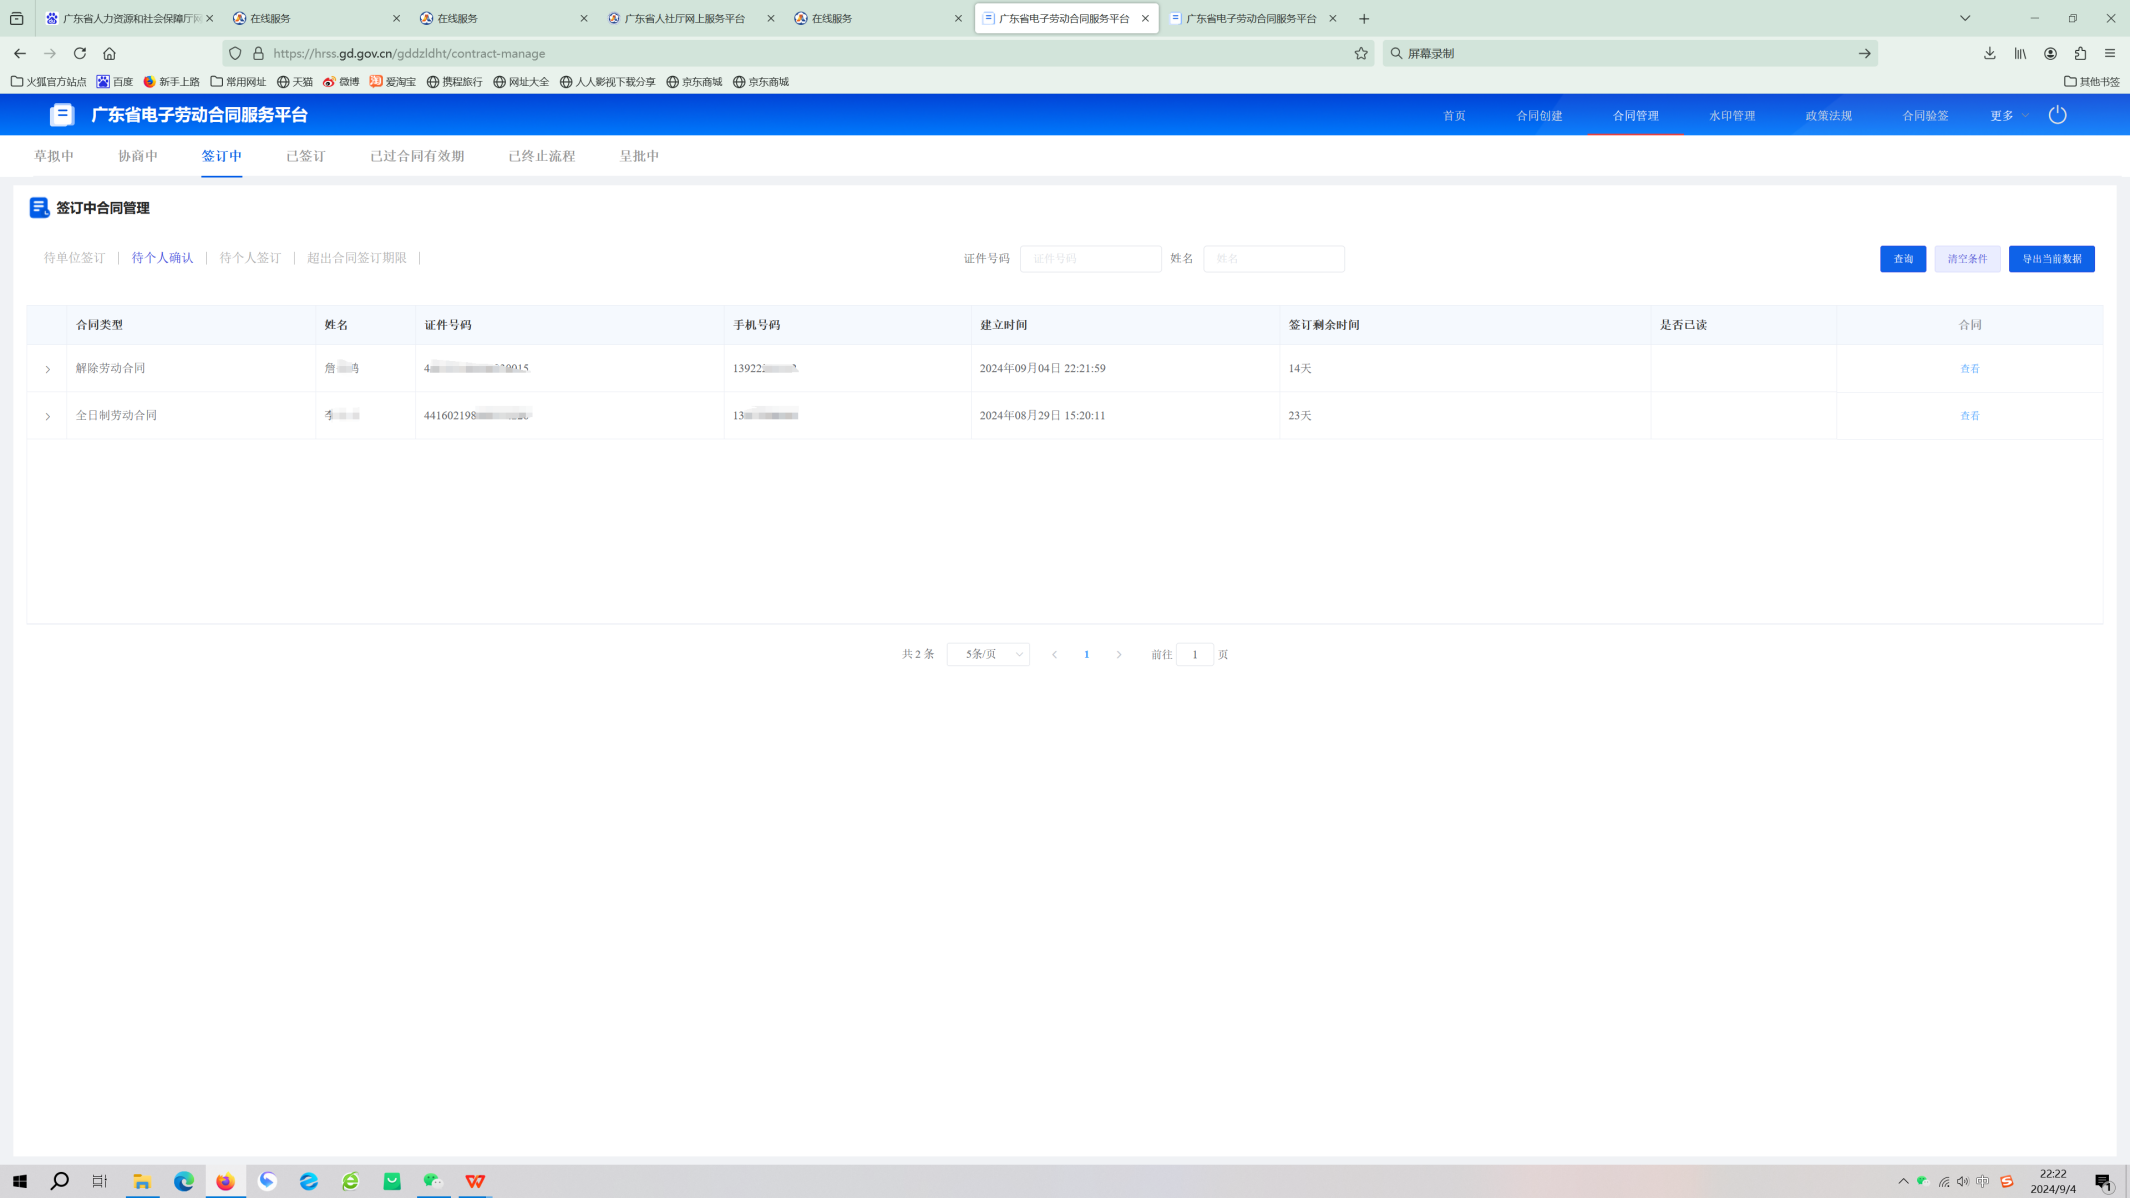 广东省人力资源和社会保障厅网
在线服务
在线服务
广东省人社厅网上服务平台
在线服务
广东省电子劳动合同服务平台
广东省电子劳动合同服务平台
https://hrss.gd.gov.cn/gddzldht/contract-manage
屏幕录制
火狐官方站点 百度 新手上路 常用网址 天猫 微博 爱淘宝 携程旅行 网址大全 人人影视下载分享 京东商城 京东商城 其他书签
广东省电子劳动合同服务平台
首页 合同创建 合同管理 水印管理 政策法规 合同验签 更多
草拟中 协商中 签订中 已签订 已过合同有效期 已终止流程 呈批中
签订中合同管理
待单位签订 | 待个人确认 | 待个人签订 | 超出合同签订期限 |
证件号码 证件号码 姓名 姓名 查询 清空条件 导出当前数据
合同类型 姓名 证件号码 手机号码 建立时间 签订剩余时间 是否已读 合同
解除劳动合同 詹 4 13922 2024年09月04日 22:21:59 14天 查看
全日制劳动合同 李 441602198 13 2024年08月29日 15:20:11 23天 查看
共 2 条 5条/页 1 前往 1 页
中
22:22
2024/9/4
1